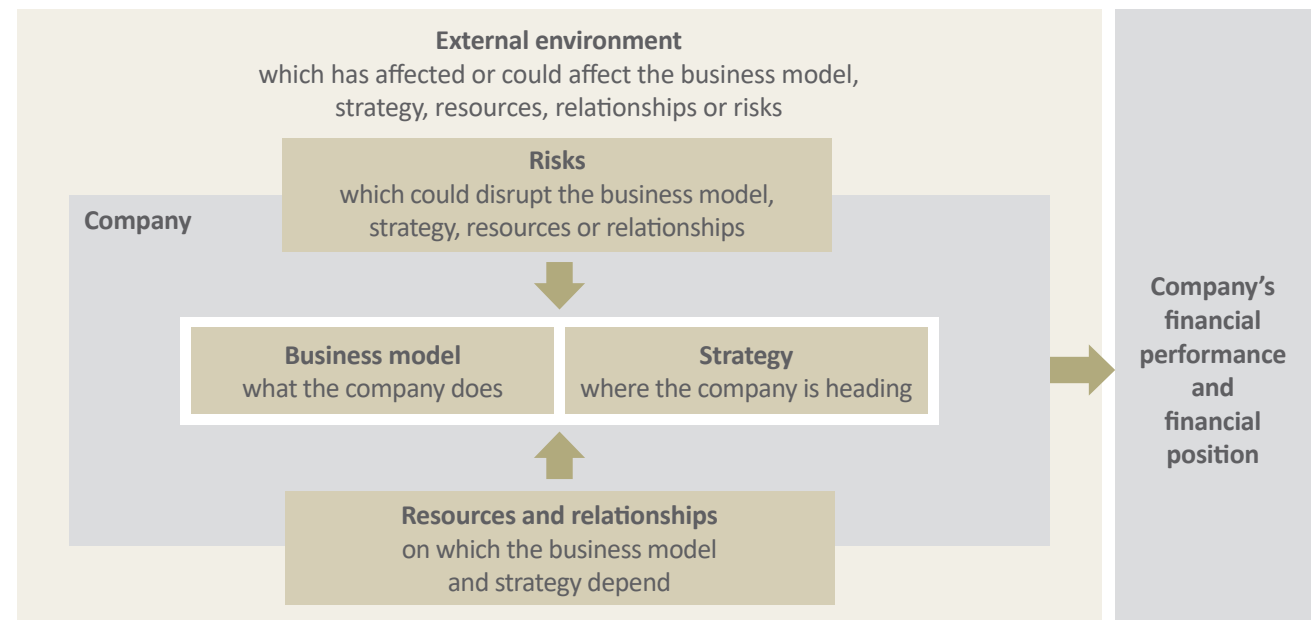 External environment
which has affected or could affect the business model,
strategy, resources, relationships or risks
Risks
which could disrupt the business model,
strategy, resources or relationships
Company
Business model
what the company does
Strategy
where the company is heading
Resources and relationships
on which the business model
and strategy depend
Company’s
financial
performance
and
financial
position